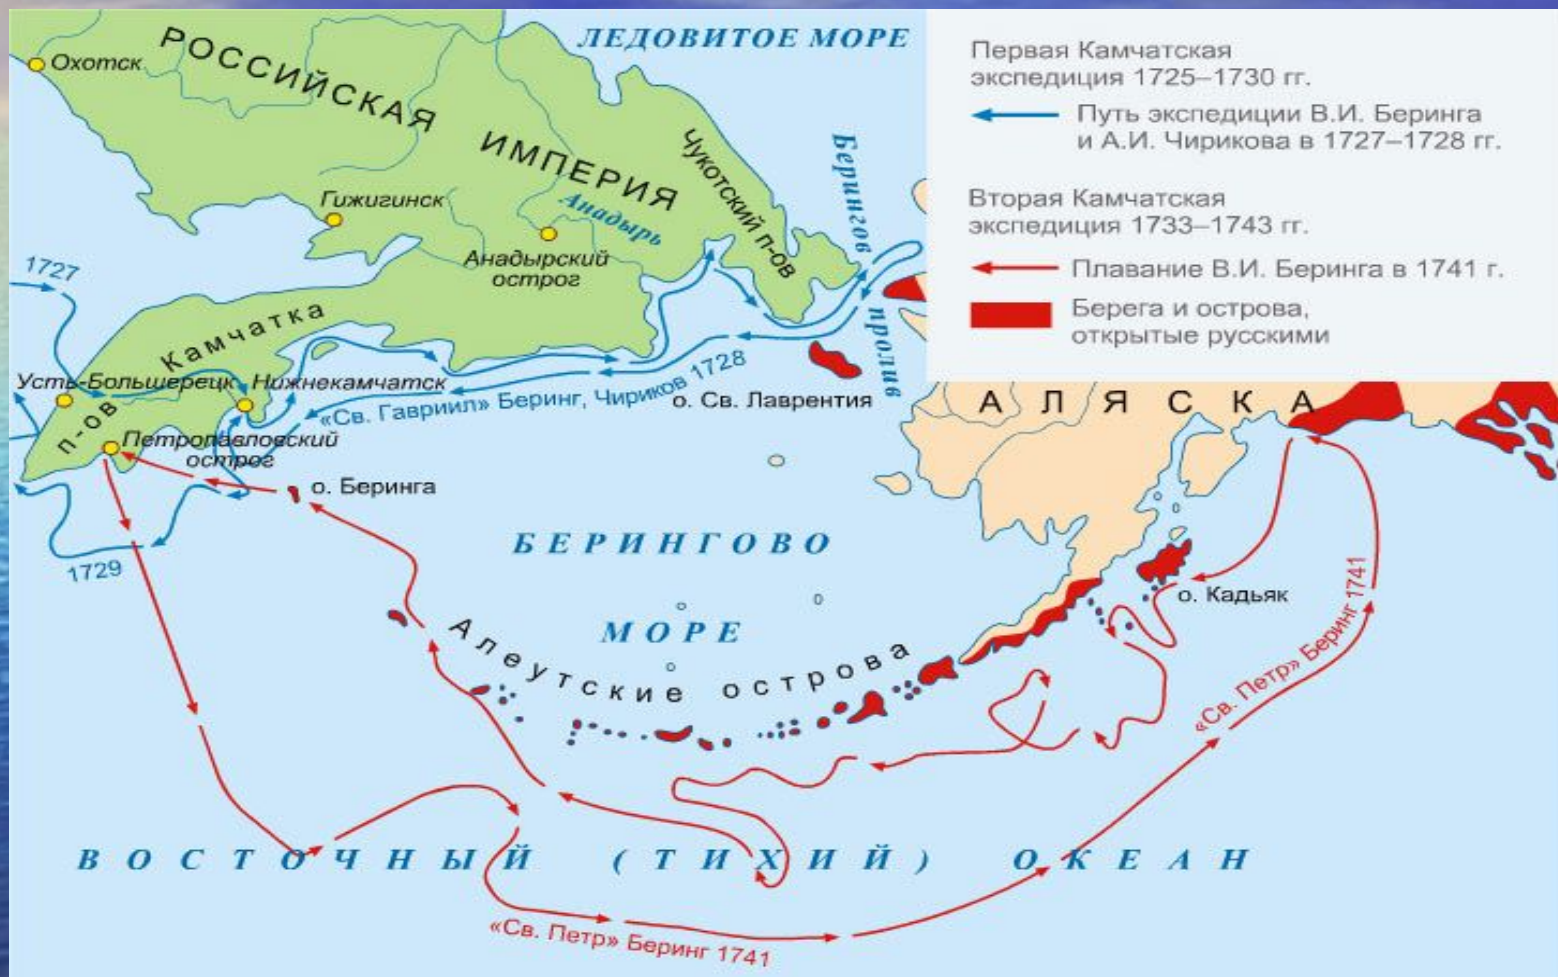 ЛЕДОВИТОЕ МОРЕ
Охотск
РОССИЙСКАЯ
ИМПЕРИЯ
Чукотский п-ов
Берингов
пролив
Гижигинск
Анадырь
Анадырский
острог
1727
Камчатка
п-ов
Усть-Большерецк
Нижнекамчатск
«Св. Гавриил» Беринг, Чириков 1728
о. Св. Лаврентия
Петропавловский
острог
о. Беринга
1729
АЛЯСКА
БЕРИНГОВО
МОРЕ
Алеутские острова
о. Кадьяк
«Св. Петр» Беринг 1741
ВОСТОЧНЫЙ (ТИХИЙ) ОКЕАН
«Св. Петр» Беринг 1741
Первая Камчатская
экспедиция 1725–1730 гг.
Путь экспедиции В.И. Беринга
и А.И. Чирикова в 1727–1728 гг.
Вторая Камчатская
экспедиция 1733–1743 гг.
Плавание В.И. Беринга в 1741 г.
Берега и острова,
открытые русскими